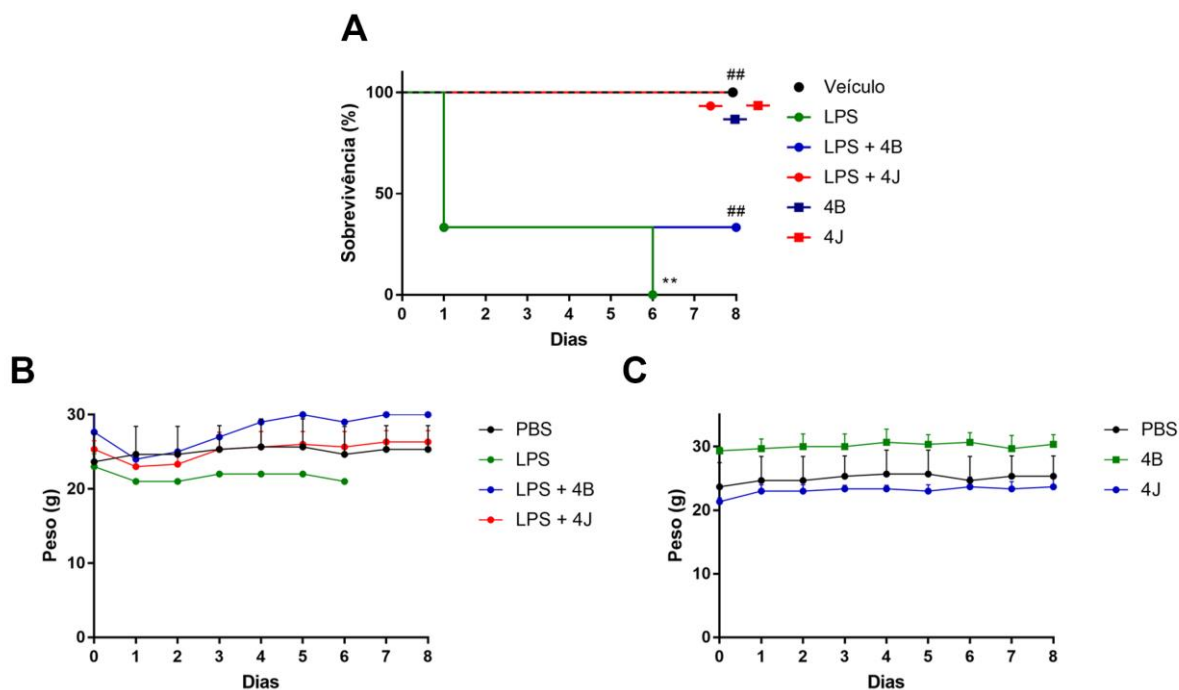 A
Sobrevivência (%)
100
50
0
0 1 2 3 4 5 6 7 8
Dias
##
##
**
Veículo
LPS
LPS + 4B
LPS + 4J
4B
4J
B
Peso (g)
30
20
10
0
0 1 2 3 4 5 6 7 8
Dias
PBS
LPS
LPS + 4B
LPS + 4J
C
Peso (g)
30
20
10
0
0 1 2 3 4 5 6 7 8
Dias
PBS
4B
4J